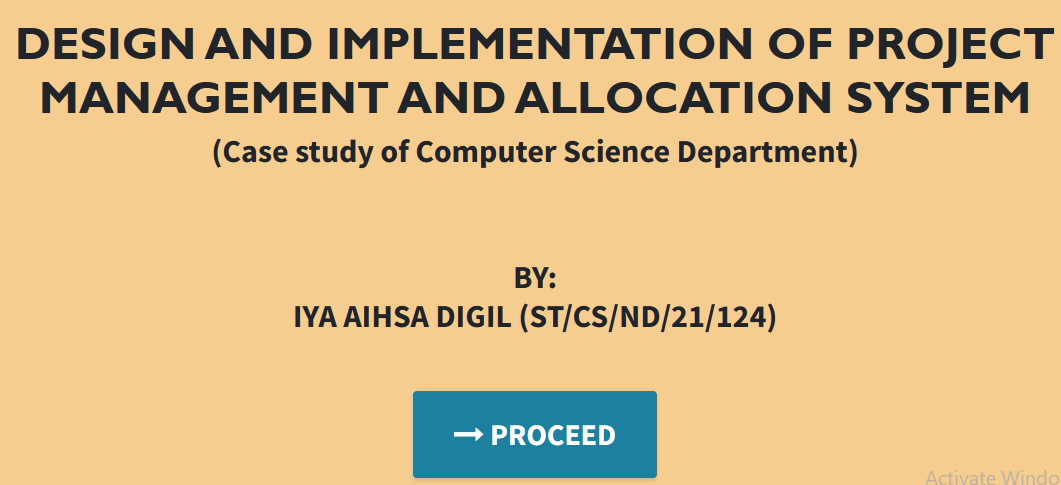 DESIGN AND IMPLEMENTATION OF PROJECT
MANAGEMENT AND ALLOCATION SYSTEM
(Case study of Computer Science Department)
BY:
IYA AIHSA DIGIL (ST/CS/ND/21/124)
→ PROCEED
Activate Windo